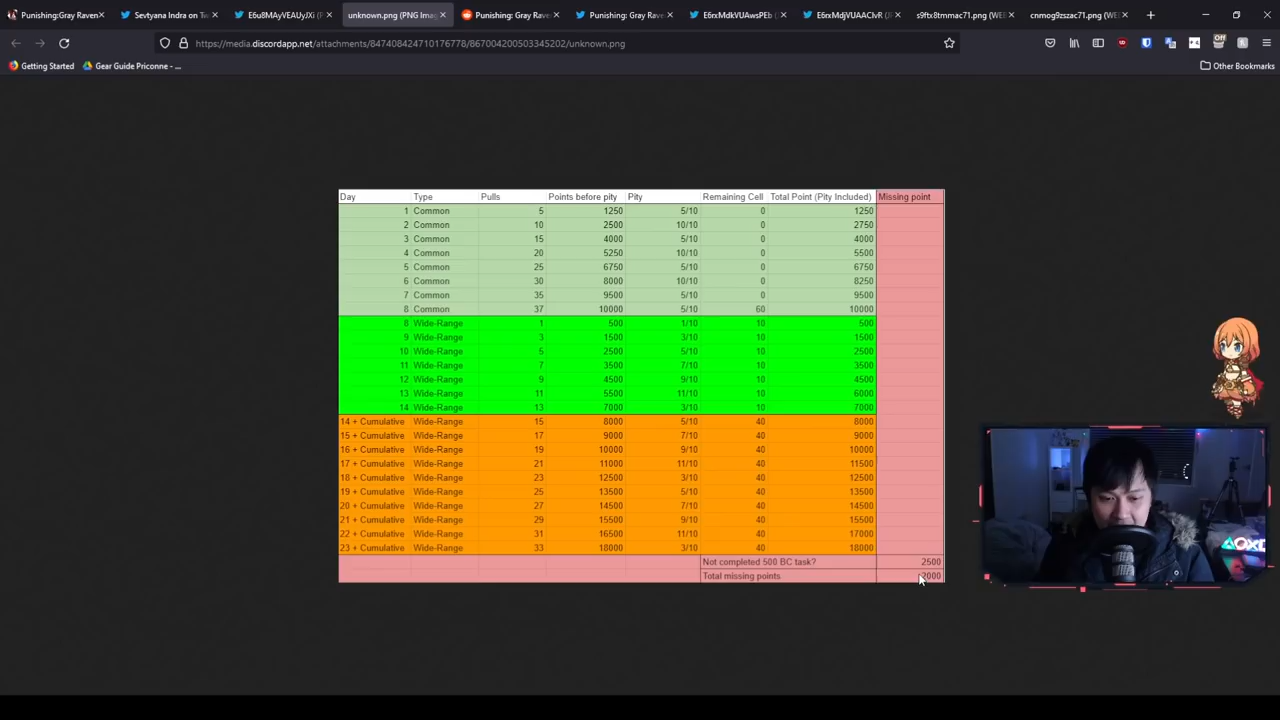 Punishing:Gray Raven
Sevtyana Indra on Tw
E6u8MAyVEAUyJXi (PNG
unknown.png (PNG Imag
Punishing: Gray Raven
Punishing: Gray Raven
E6rxMdkVUAwsPEb (
E6rxMdjVUAAClvR (JP
s9ftx8tmmac71.png (WEB
cnmog9zszac71.png (WEB
https://media.discordapp.net/attachments/847408424710176778/867004200503345202/unknown.png
Off
Getting Started
Gear Guide Priconne - ...
Other Bookmarks
Day Type Pulls Points before pity Pity Remaining Cell Total Point (Pity Included) Missing point
1 Common 5 1250 5/10 0 1250
2 Common 10 2500 10/10 0 2750
3 Common 15 4000 5/10 0 4000
4 Common 20 5250 10/10 0 5500
5 Common 25 6750 5/10 0 6750
6 Common 30 8000 10/10 0 8250
7 Common 35 9500 5/10 0 9500
8 Common 37 10000 5/10 60 10000
8 Wide-Range 1 500 1/10 10 500
9 Wide-Range 3 1500 3/10 10 1500
10 Wide-Range 5 2500 5/10 10 2500
11 Wide-Range 7 3500 7/10 10 3500
12 Wide-Range 9 4500 9/10 10 4500
13 Wide-Range 11 5500 11/10 10 6000
14 Wide-Range 13 7000 3/10 10 7000
14 + Cumulative Wide-Range 15 8000 5/10 40 8000
15 + Cumulative Wide-Range 17 9000 7/10 40 9000
16 + Cumulative Wide-Range 19 10000 9/10 40 10000
17 + Cumulative Wide-Range 21 11000 11/10 40 11500
18 + Cumulative Wide-Range 23 12500 3/10 40 12500
19 + Cumulative Wide-Range 25 13500 5/10 40 13500
20 + Cumulative Wide-Range 27 14500 7/10 40 14500
21 + Cumulative Wide-Range 29 15500 9/10 40 15500
22 + Cumulative Wide-Range 31 16500 11/10 40 17000
23 + Cumulative Wide-Range 33 18000 3/10 40 18000
Not completed 500 BC task? 2500
Total missing points